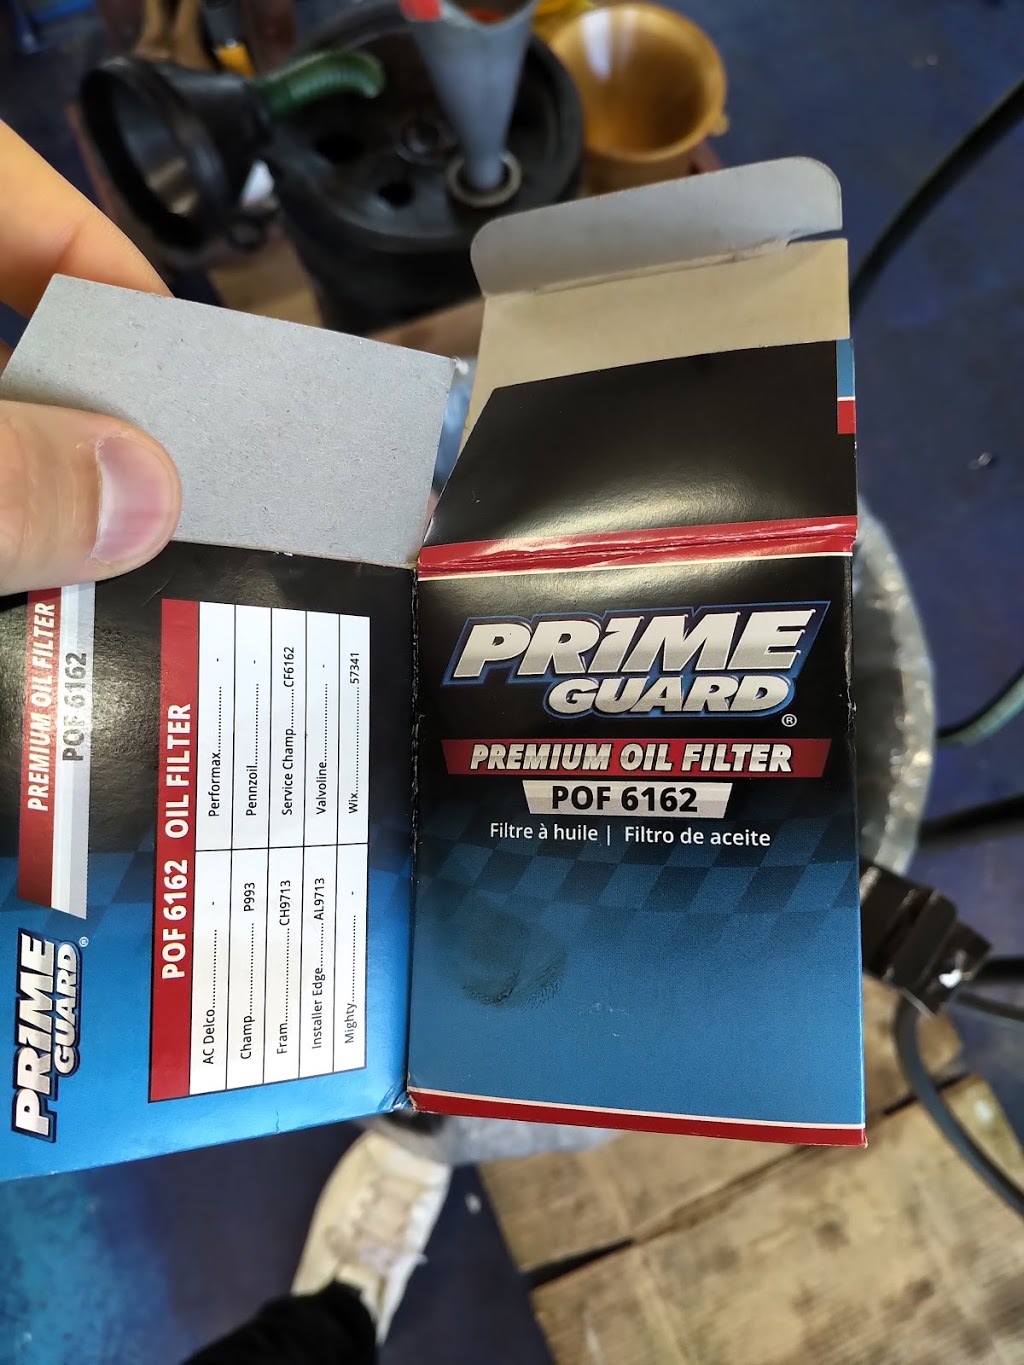 PREMIUM OIL FILTER
POF 6162
PRIME
GUARD®
POF 6162 OIL FILTER
AC Delco............... -
Champ............... P993
Fram............... CH9713
Installer Edge......... AL9713
Mighty............... -
Performax............... -
Pennzoil............... -
Service Champ....... CF6162
Valvoline............... -
Wix............... 57341
PRIME
GUARD®
PREMIUM OIL FILTER
POF 6162
Filtre à huile | Filtro de aceite